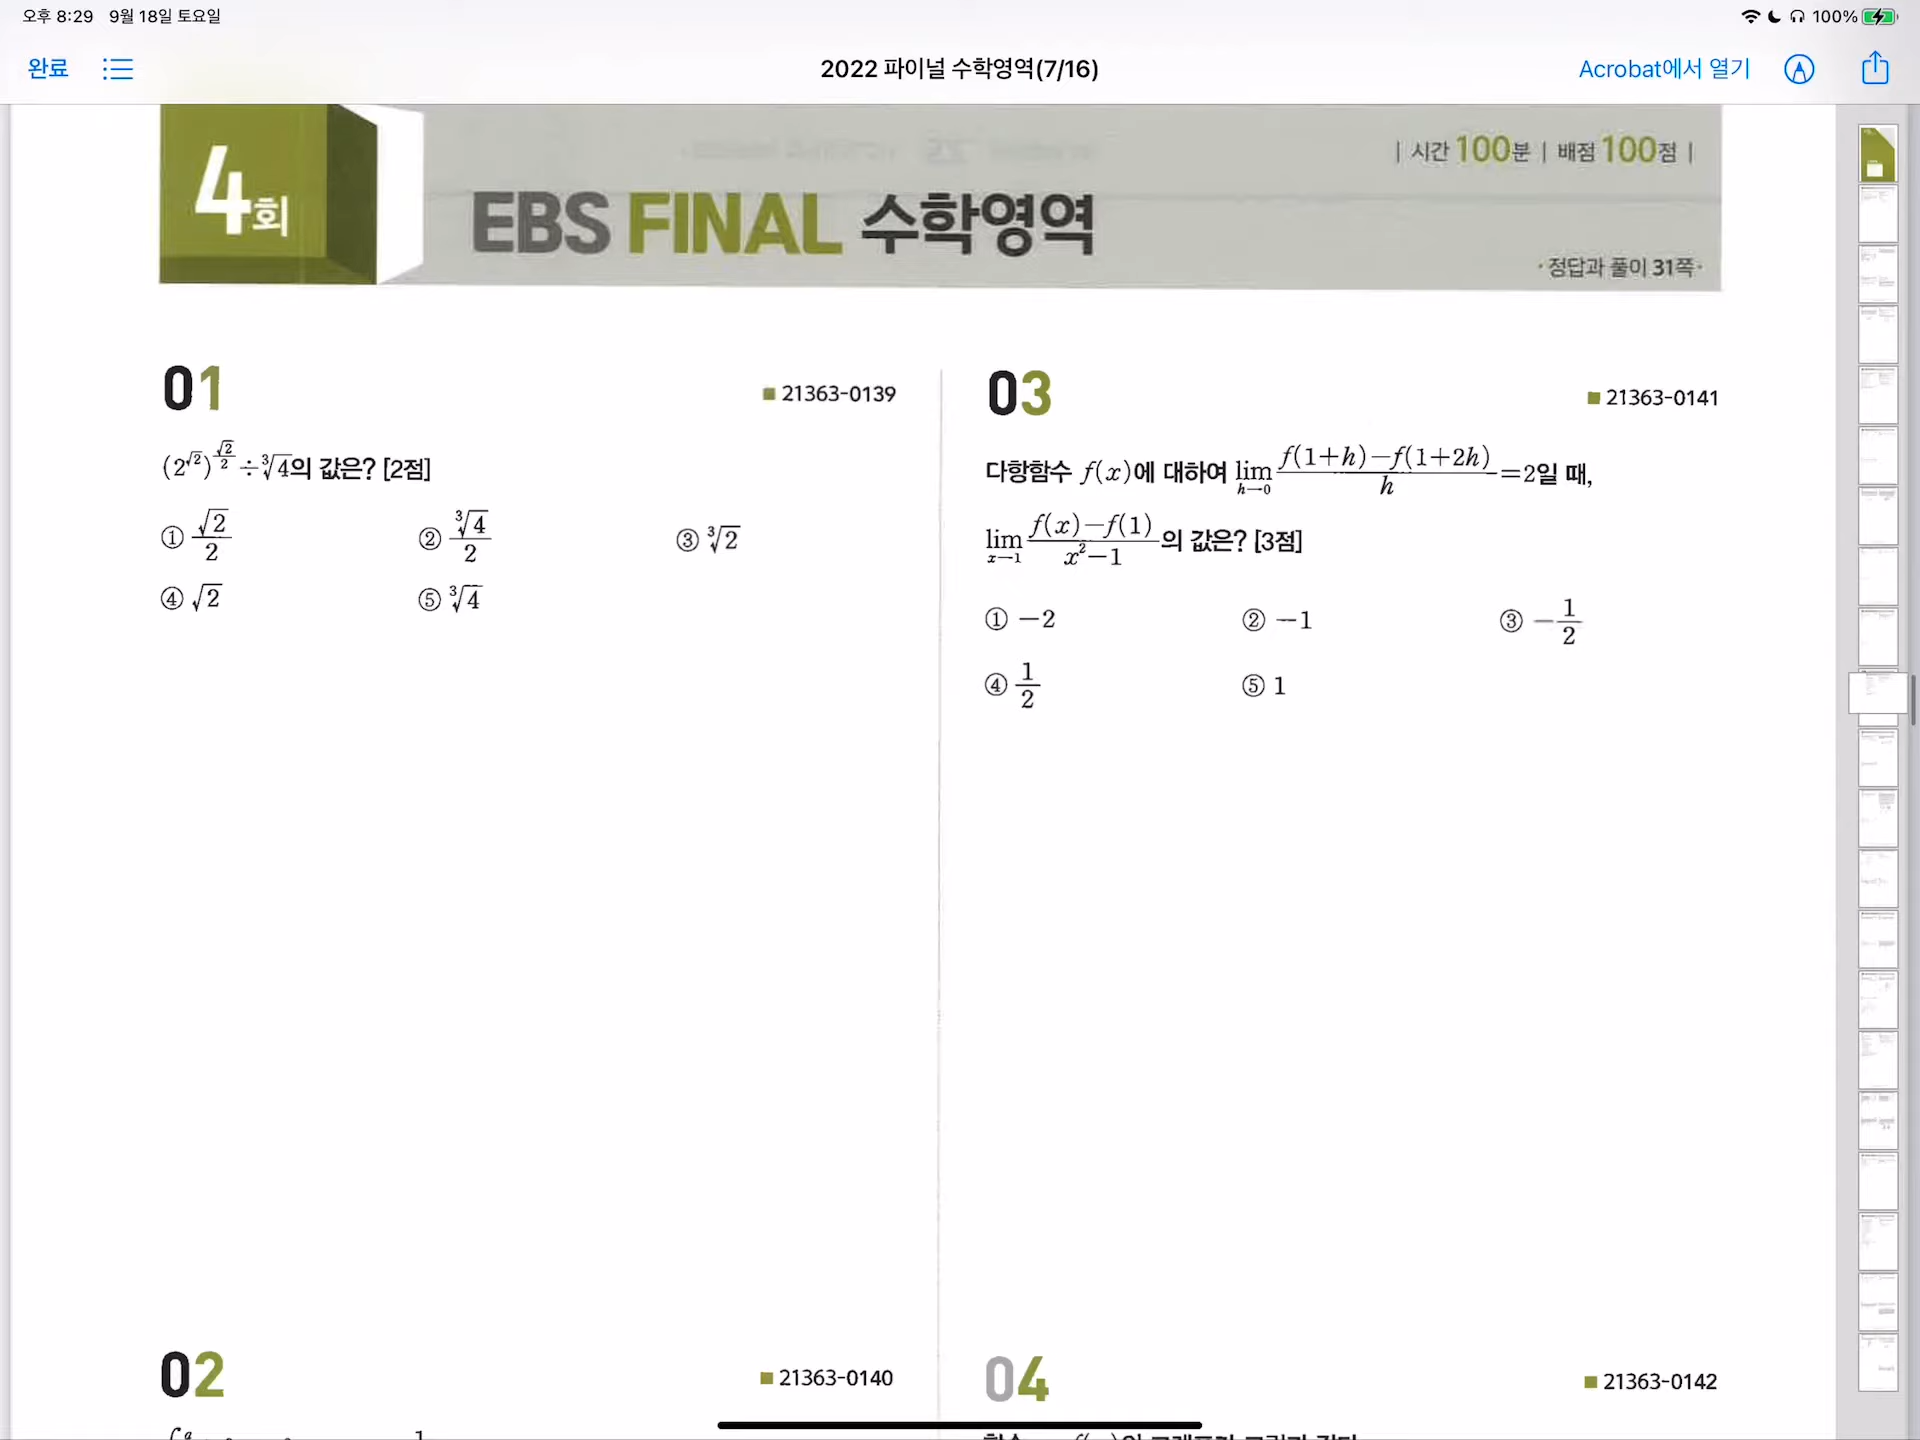 오후 8:29 9월 18일 토요일
100%
완료
2022 파이널 수학영역(7/16)
Acrobat에서 열기
4회
| 시간 100분 | 배점 100점 |
EBS FINAL 수학영역
·정답과 풀이 31쪽·
01
21363-0139
(2^{√2})^{√2/2}÷∛4의 값은? [2점]
① √2/2 ② ∛4/2 ③ ∛2
④ √2 ⑤ ∛4
02
21363-0140
03
21363-0141
다항함수 f(x)에 대하여 lim_{h→0} (f(1+h)-f(1+2h))/h=2일 때,
lim_{x→1} (f(x)-f(1))/(x²-1)의 값은? [3점]
① -2 ② -1 ③ -1/2
④ 1/2 ⑤ 1
04
21363-0142